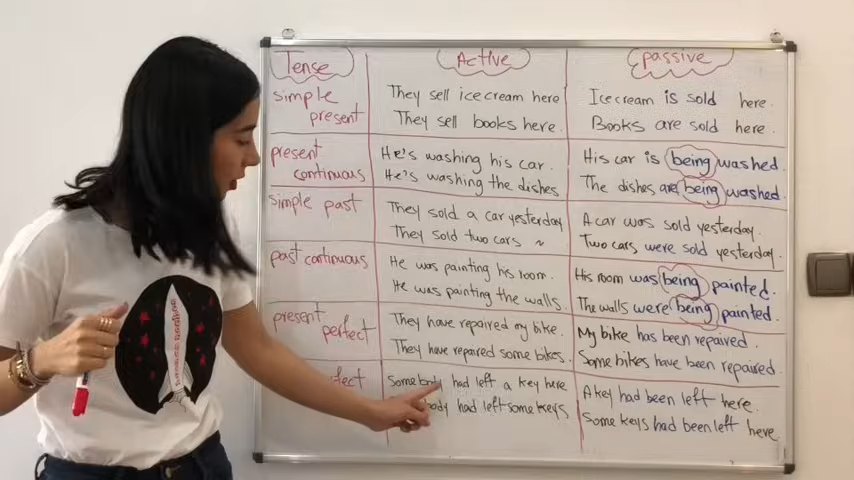 Tense Active passive
simple present
They sell icecream here
They sell books here.
Icecream is sold here.
Books are sold here.
present continuous
He's washing his car.
He's washing the dishes
His car is being washed.
The dishes are being washed.
simple past
They sold a car yesterday
They sold two cars ~
A car was sold yesterday.
Two cars were sold yesterday.
past continuous
He was painting his room.
He was painting the walls.
His room was being painted.
The walls were being painted.
present perfect
They have repaired my bike.
They have repaired some bikes.
My bike has been repaired.
Some bikes have been repaired.
Somebody had left a key here
had left some keys
A key had been left here.
Some keys had been left here